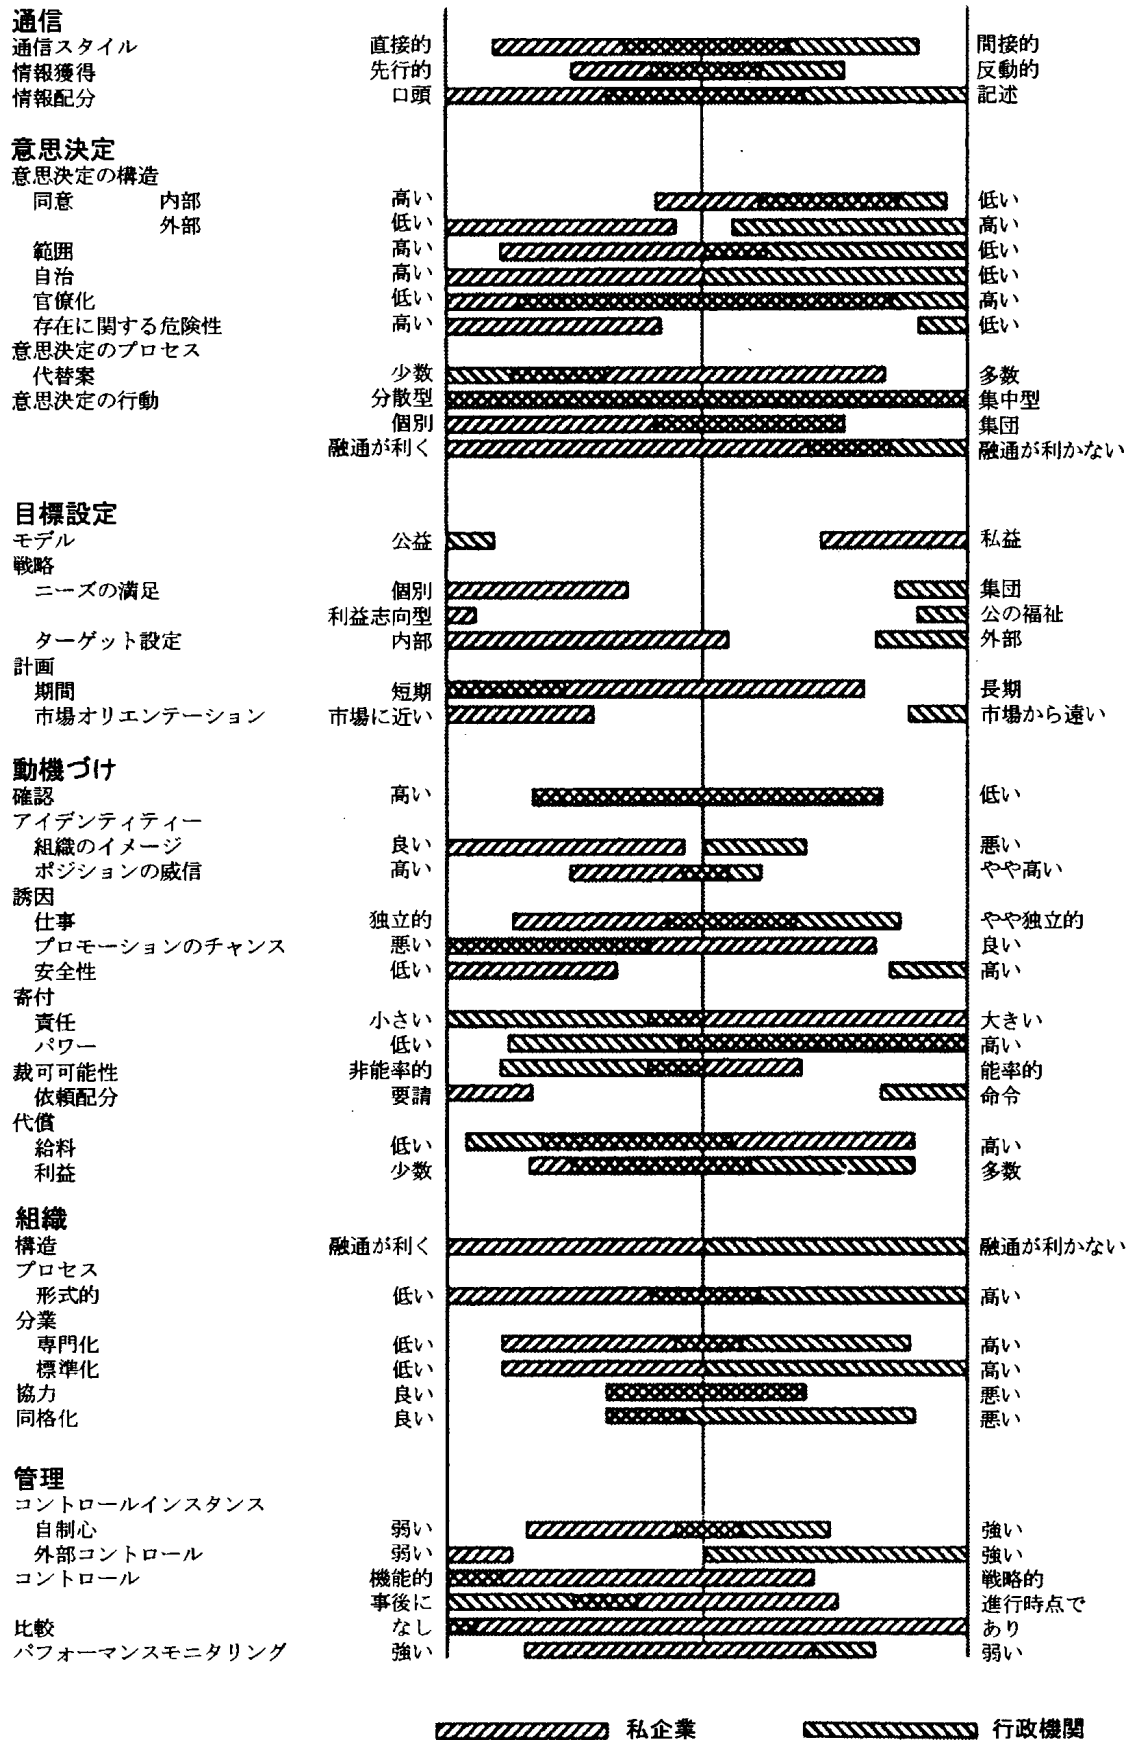 通信
通信スタイル 直接的 間接的
情報獲得 先行的 反動的
情報配分 口頭 記述
意思決定
意思決定の構造
同意 内部 高い 低い
外部 低い 高い
範囲 高い 低い
自治 高い 低い
官僚化 低い 高い
存在に関する危険性 高い 低い
意思決定のプロセス
代替案 少数 多数
意思決定の行動 分散型 集中型
個別 集団
融通が利く 融通が利かない
目標設定
モデル 公益 私益
戦略
ニーズの満足 個別 集団
利益志向型 公の福祉
ターゲット設定 内部 外部
計画
期間 短期 長期
市場オリエンテーション 市場に近い 市場から遠い
動機づけ
確認 高い 低い
アイデンティティー
組織のイメージ 良い 悪い
ポジションの威信 高い やや高い
誘因
仕事 独立的 やや独立的
プロモーションのチャンス 悪い 良い
安全性 低い 高い
寄付
責任 小さい 大きい
パワー 低い 高い
裁可可能性 非能率的 能率的
依頼配分 要請 命令
代償
給料 低い 高い
利益 少数 多数
組織
構造 融通が利く 融通が利かない
プロセス
形式的 低い 高い
分業
専門化 低い 高い
標準化 低い 高い
協力 良い 悪い
同格化 良い 悪い
管理
コントロールインスタンス
自制心 弱い 強い
外部コントロール 弱い 強い
コントロール 機能的 戦略的
事後に 進行時点で
比較 なし あり
パフォーマンスモニタリング 強い 弱い
私企業 行政機関